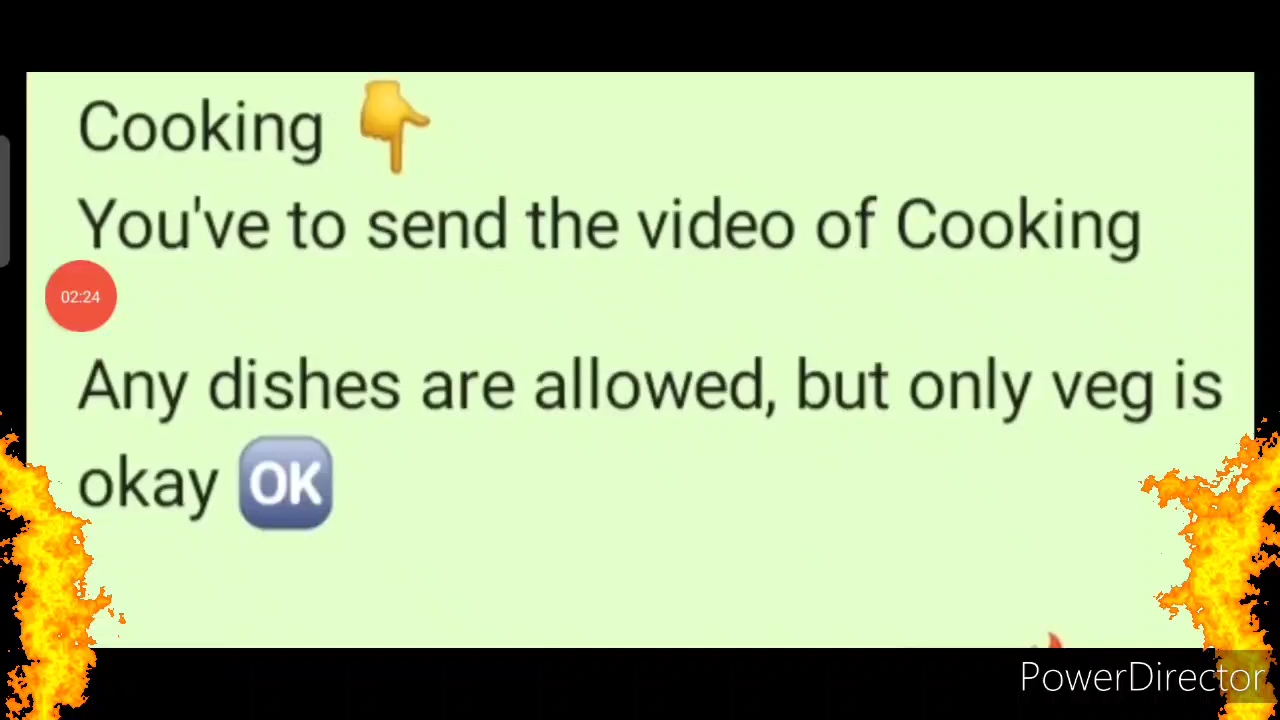 Cooking 👇
You've to send the video of Cooking
02:24
Any dishes are allowed, but only veg is
okay 🆗
PowerDirector